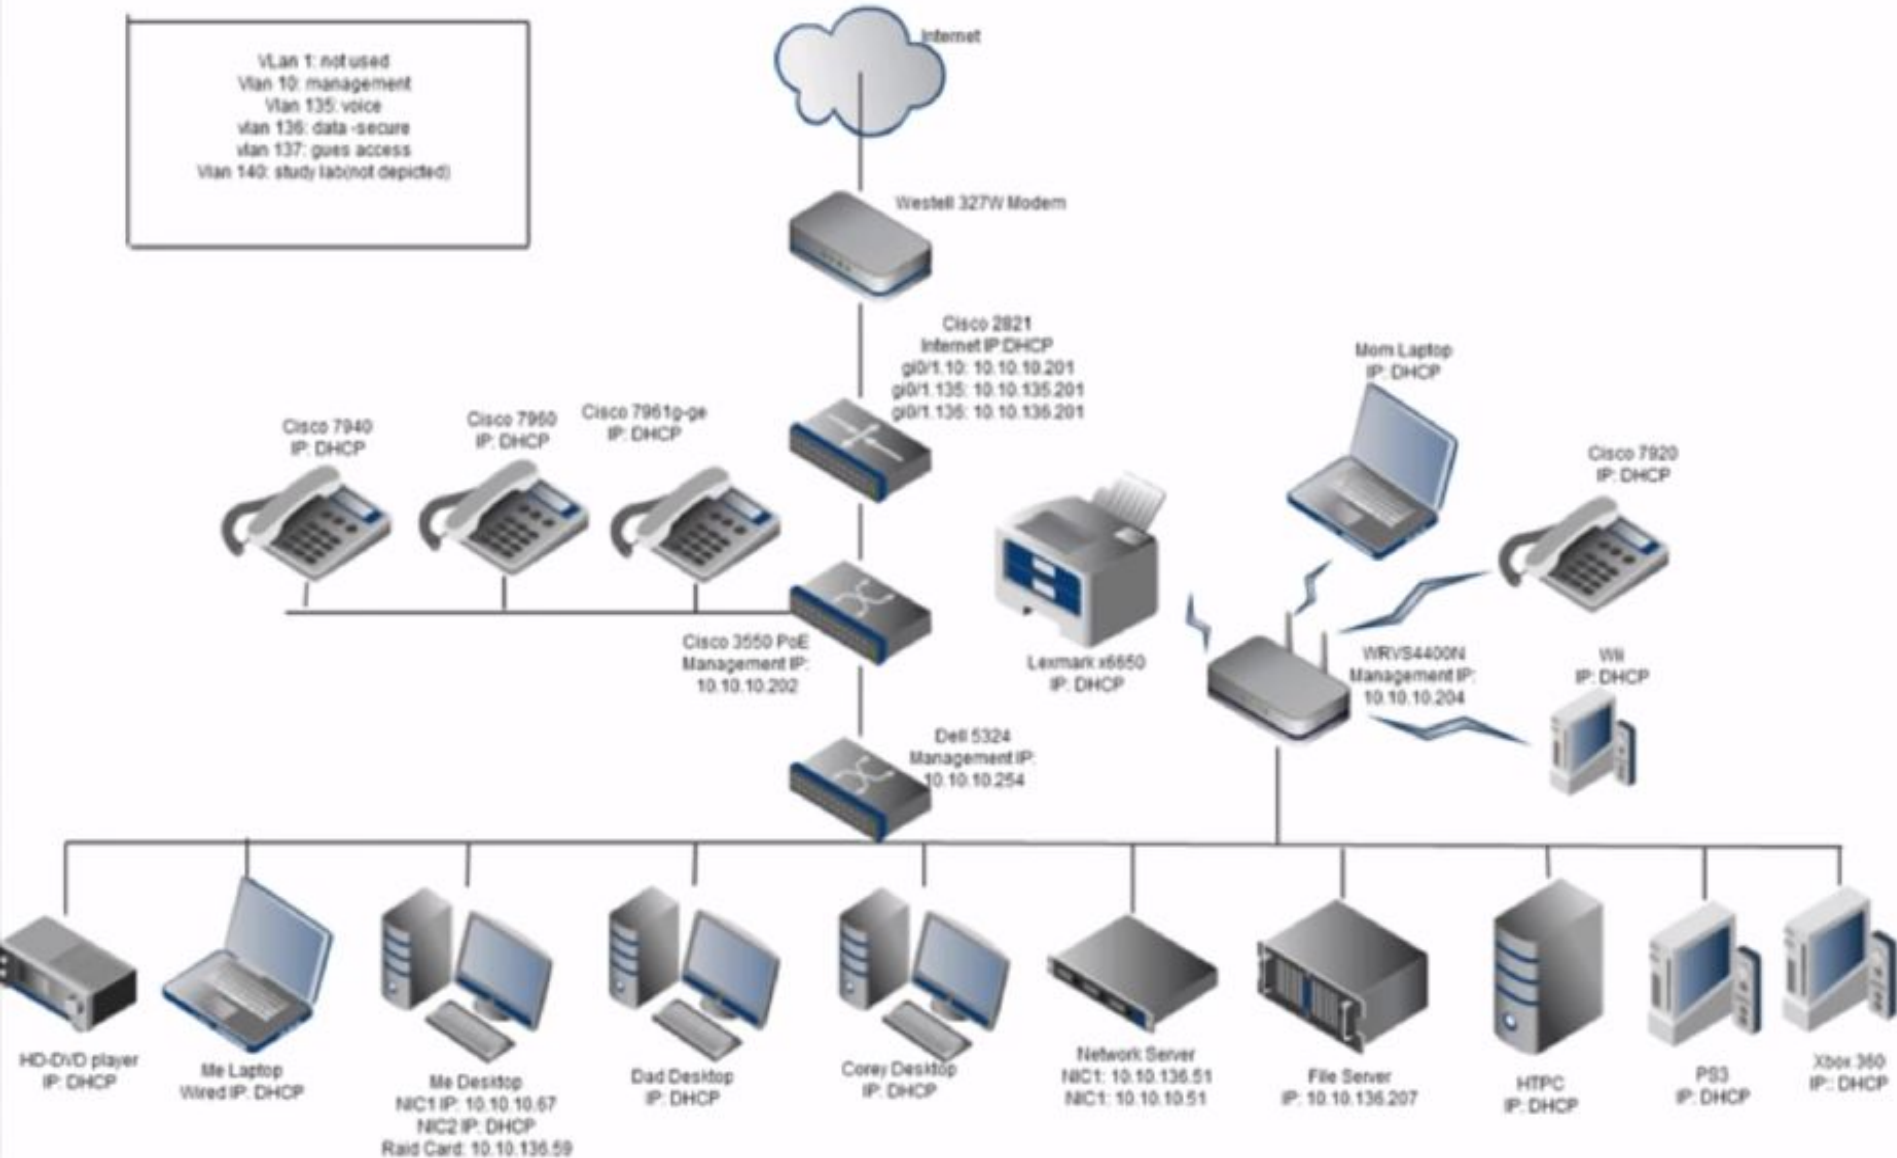 VLan 1: not used
Vlan 10: management
Vlan 135: voice
vlan 136: data -secure
vlan 137: gues access
Vlan 140: study lab(not depicted)
Internet
Westell 327W Modem
Cisco 2821
Internet IP:DHCP
gi0/1.10: 10.10.10.201
gi0/1.135: 10.10.135.201
gi0/1.136: 10.10.136.201
Cisco 7940
IP: DHCP
Cisco 7960
IP: DHCP
Cisco 7961g-ge
IP: DHCP
Mom Laptop
IP: DHCP
Cisco 7920
IP: DHCP
Cisco 3550 PoE
Management IP:
10.10.10.202
Lexmark x6650
IP: DHCP
WRVS4400N
Management IP:
10.10.10.204
Wii
IP: DHCP
Dell 5324
Management IP:
10.10.10.254
HD-DVD player
IP: DHCP
Me Laptop
Wired IP: DHCP
Me Desktop
NIC1 IP: 10.10.10.67
NIC2 IP: DHCP
Raid Card: 10.10.136.59
Dad Desktop
IP: DHCP
Corey Desktop
IP: DHCP
Network Server
NIC1: 10.10.136.51
NIC1: 10.10.10.51
File Server
IP: 10.10.136.207
HTPC
IP: DHCP
PS3
IP: DHCP
Xbox 360
IP:: DHCP